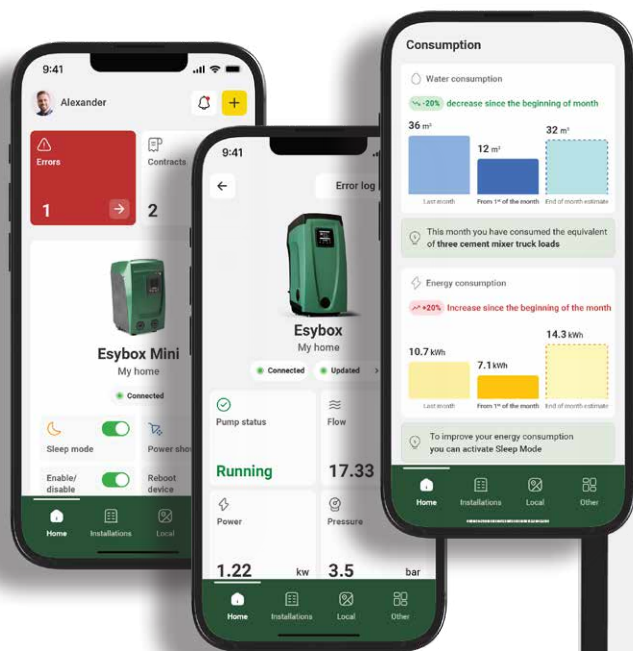 9:41
Alexander
Errors
1
Contracts
2
Esybox Mini
My home
Connected
Sleep mode
Power sho
Enable/
disable
Reboot
device
Home
Installations
Local
9:41
Error log
Esybox
My home
Connected
Updated
Pump status
Running
Flow
17.33
Power
1.22 kw
Pressure
3.5 bar
Home
Installations
Local
Other
Consumption
Water consumption
-20% decrease since the beginning of month
36 m³
12 m³
32 m³
Last month
From 1st of the month
End of month estimate
This month you have consumed the equivalent
of three cement mixer truck loads
Energy consumption
+20% Increase since the beginning of the month
10.7 kWh
7.1 kWh
14.3 kWh
Last month
From 1st of the month
End of month estimate
To improve your energy consumption
you can activate Sleep Mode
Home
Installations
Local
Other